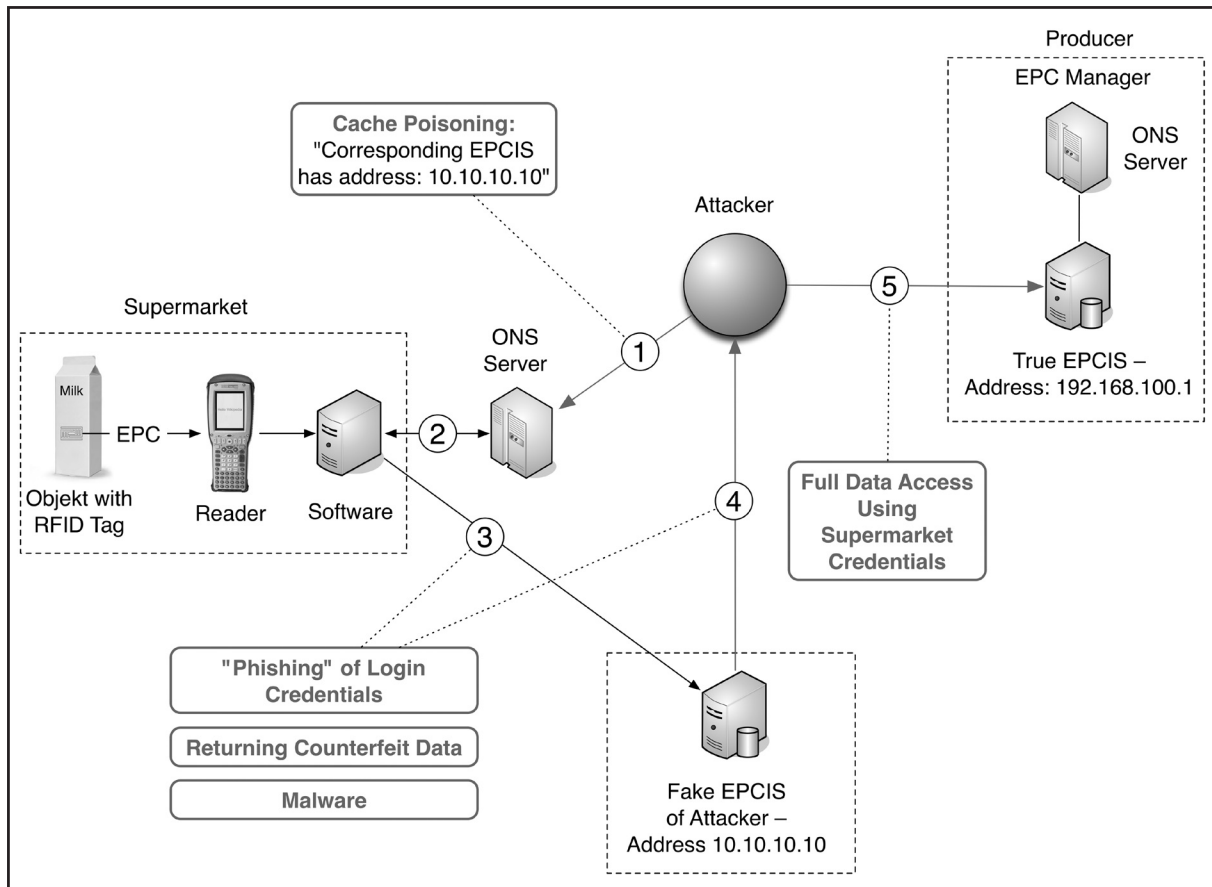 Producer
EPC Manager
ONS
Server
Cache Poisoning:
"Corresponding EPCIS
has address: 10.10.10.10"
Attacker
5
True EPCIS –
Address: 192.168.100.1
Supermarket
ONS
Server
1
Milk
EPC
2
Objekt with
RFID Tag
Reader
Software
3
4
Full Data Access
Using
Supermarket
Credentials
"Phishing" of Login
Credentials
Returning Counterfeit Data
Malware
Fake EPCIS
of Attacker –
Address 10.10.10.10